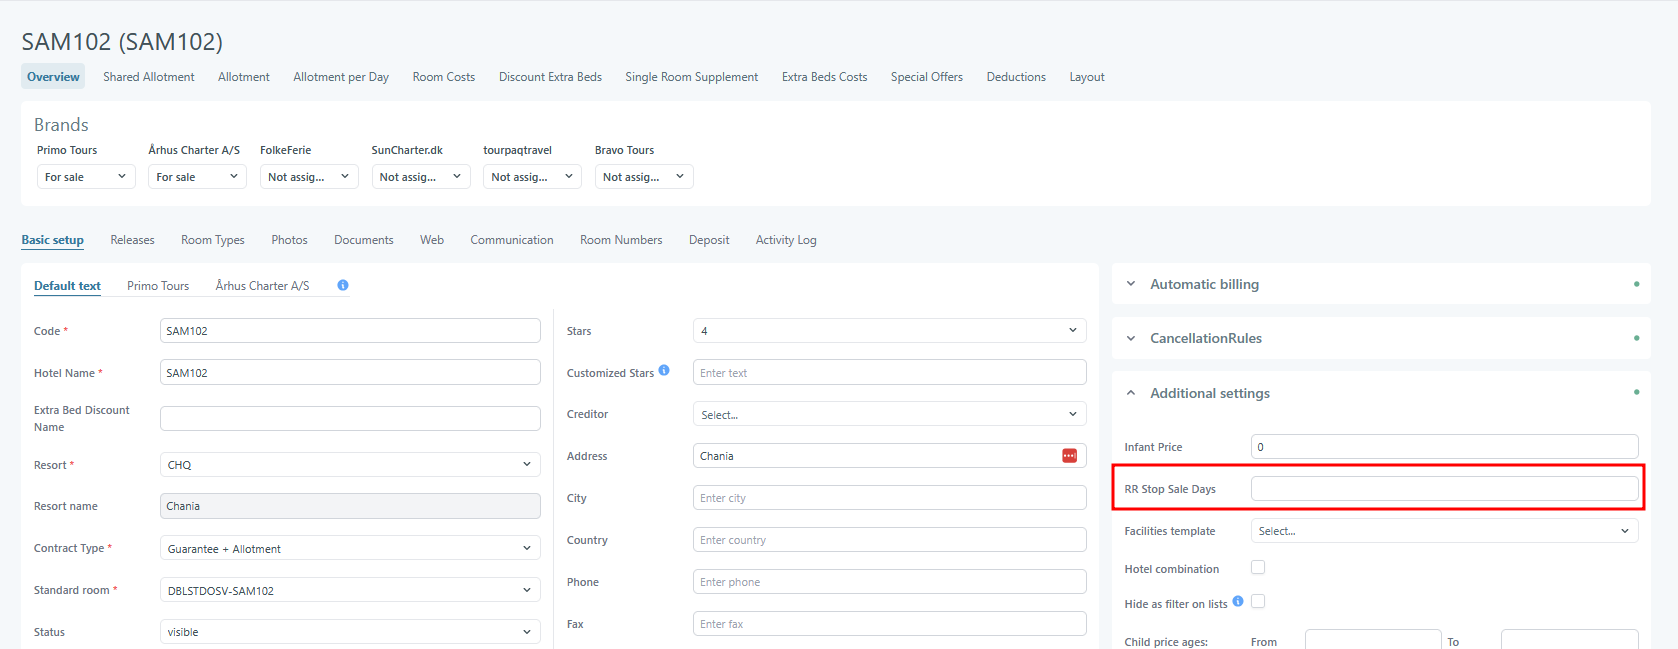 SAM102 (SAM102)
Overview Shared Allotment Allotment Allotment per Day Room Costs Discount Extra Beds Single Room Supplement Extra Beds Costs Special Offers Deductions Layout
Brands
Primo Tours Århus Charter A/S FolkeFerie SunCharter.dk tourpaqtravel Bravo Tours
For sale For sale Not assig... Not assig... Not assig... Not assig...
Basic setup Releases Room Types Photos Documents Web Communication Room Numbers Deposit Activity Log
Default text Primo Tours Århus Charter A/S
Code * SAM102
Hotel Name * SAM102
Extra Bed Discount
Name
Resort * CHQ
Resort name Chania
Contract Type * Guarantee + Allotment
Standard room * DBLSTDOSV-SAM102
Status visible
Stars 4
Customized Stars Enter text
Creditor Select...
Address Chania
City Enter city
Country Enter country
Phone Enter phone
Fax Enter fax
Automatic billing
CancellationRules
Additional settings
Infant Price 0
RR Stop Sale Days
Facilities template Select...
Hotel combination
Hide as filter on lists
Child price ages: From To